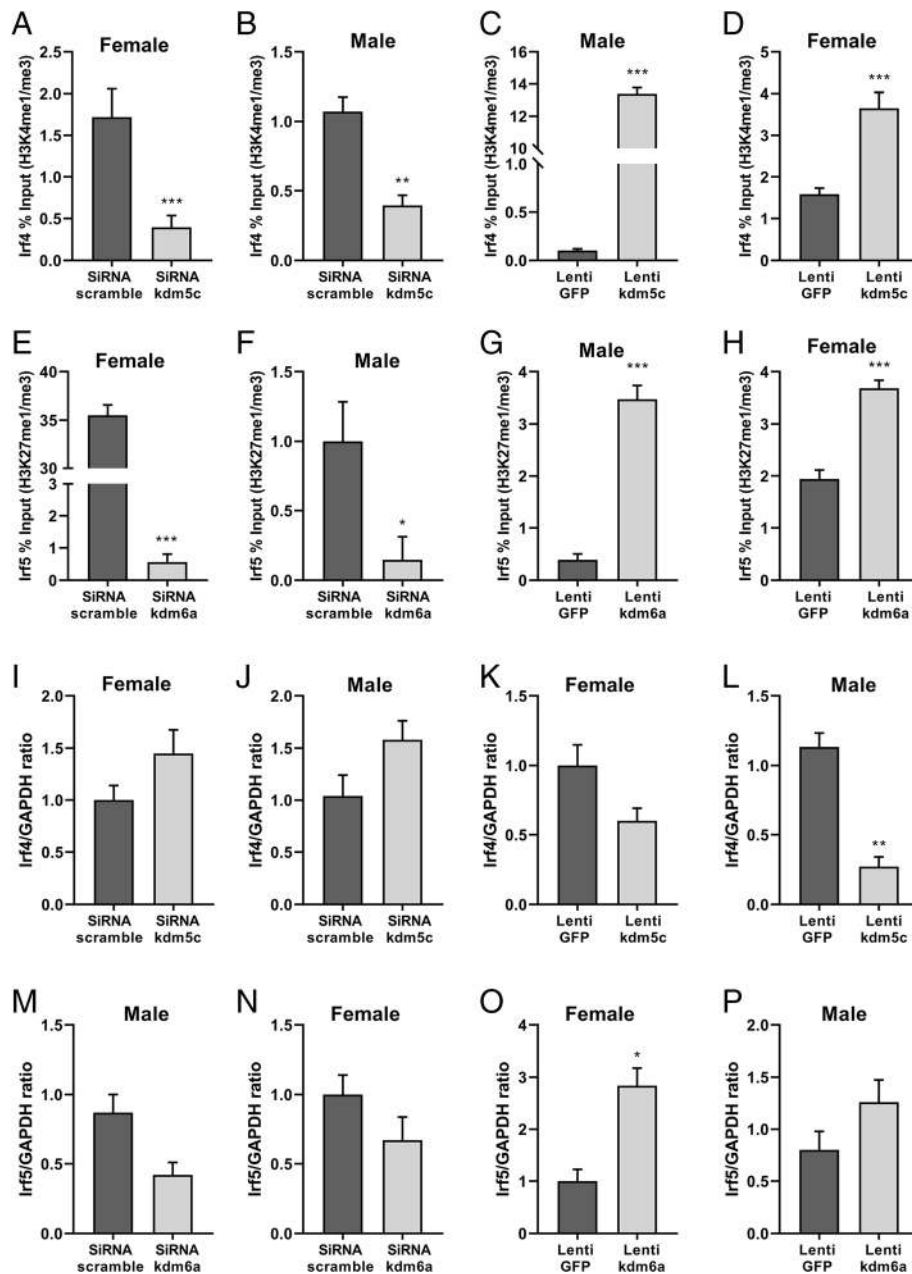 A
Female
Irf4 % Input (H3K4me1/me3)
2.5
2.0
1.5
1.0
0.5
0.0
***
SiRNA SiRNA
scramble kdm5c
B
Male
Irf4 % Input (H3K4me1/me3)
1.5
1.0
0.5
0.0
**
SiRNA SiRNA
scramble kdm5c
C
Male
Irf4 % Input (H3K4me1/me3)
16
14
12
10
1.0
0.5
0.0
***
Lenti Lenti
GFP kdm5c
D
Female
Irf4 % Input (H3K4me1/me3)
5
4
3
2
1
0
***
Lenti Lenti
GFP kdm5c
E
Female
Irf5 % Input (H3K27me1/me3)
40
35
30
3
2
1
0
***
SiRNA SiRNA
scramble kdm6a
F
Male
Irf5 % Input (H3K27me1/me3)
1.5
1.0
0.5
0.0
*
SiRNA SiRNA
scramble kdm6a
G
Male
Irf5 % Input (H3K27me1/me3)
4
3
2
1
0
***
Lenti Lenti
GFP kdm6a
H
Female
Irf5 % Input (H3K27me1/me3)
4
3
2
1
0
***
Lenti Lenti
GFP kdm6a
I
Female
Irf4/GAPDH ratio
2.0
1.5
1.0
0.5
0.0
SiRNA SiRNA
scramble kdm5c
J
Male
Irf4/GAPDH ratio
2.0
1.5
1.0
0.5
0.0
SiRNA SiRNA
scramble kdm5c
K
Female
Irf4/GAPDH ratio
1.5
1.0
0.5
0.0
Lenti Lenti
GFP kdm5c
L
Male
Irf4/GAPDH ratio
1.5
1.0
0.5
0.0
**
Lenti Lenti
GFP kdm5c
M
Male
Irf5/GAPDH ratio
1.5
1.0
0.5
0.0
SiRNA SiRNA
scramble kdm6a
N
Female
Irf5/GAPDH ratio
1.5
1.0
0.5
0.0
SiRNA SiRNA
scramble kdm6a
O
Female
Irf5/GAPDH ratio
4
3
2
1
0
*
Lenti Lenti
GFP kdm6a
P
Male
Irf5/GAPDH ratio
2.0
1.5
1.0
0.5
0.0
Lenti Lenti
GFP kdm6a